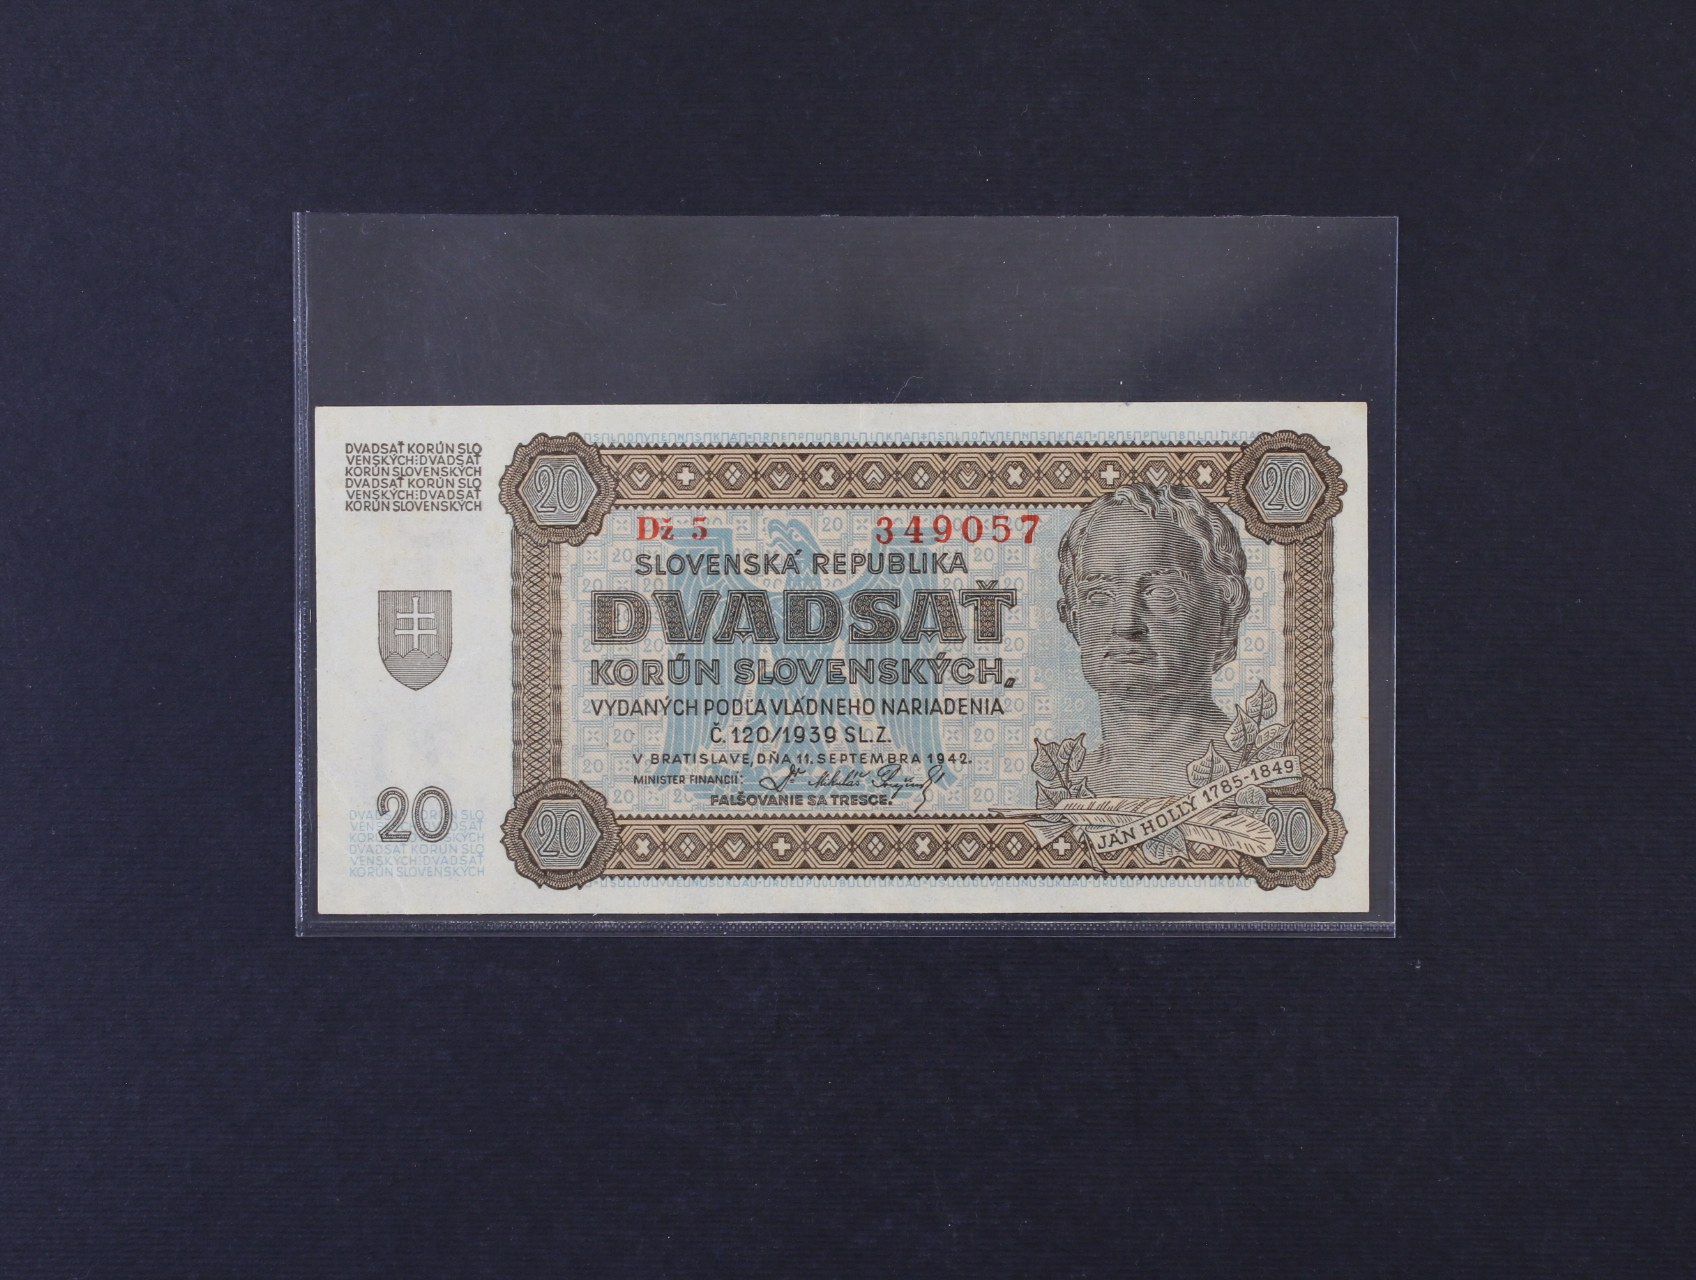 DVADSAŤ KORÚN SLO
VENSKÝCH:DVADSAŤ
KORÚN SLOVENSKÝCH
DVADSAŤ KORÚN SLO
VENSKÝCH:DVADSAŤ
KORÚN SLOVENSKÝCH
20
20
Dž 5 349057
SLOVENSKÁ REPUBLIKA
DVADSAŤ
KORÚN SLOVENSKÝCH,
VYDANÝCH PODĽA VLÁDNEHO NARIADENIA
Č. 120/1939 SL. Z.
V BRATISLAVE, DŇA 11. SEPTEMBRA 1942.
MINISTER FINANCIÍ:
FALŠOVANIE SA TRESCE.
JÁN HOLLÝ 1785-1849
20
DVADSAŤ KORÚN SLO
VENSKÝCH:DVADSAŤ
KORÚN SLOVENSKÝCH
DVADSAŤ KORÚN SLO
VENSKÝCH:DVADSAŤ
KORÚN SLOVENSKÝCH
20
20